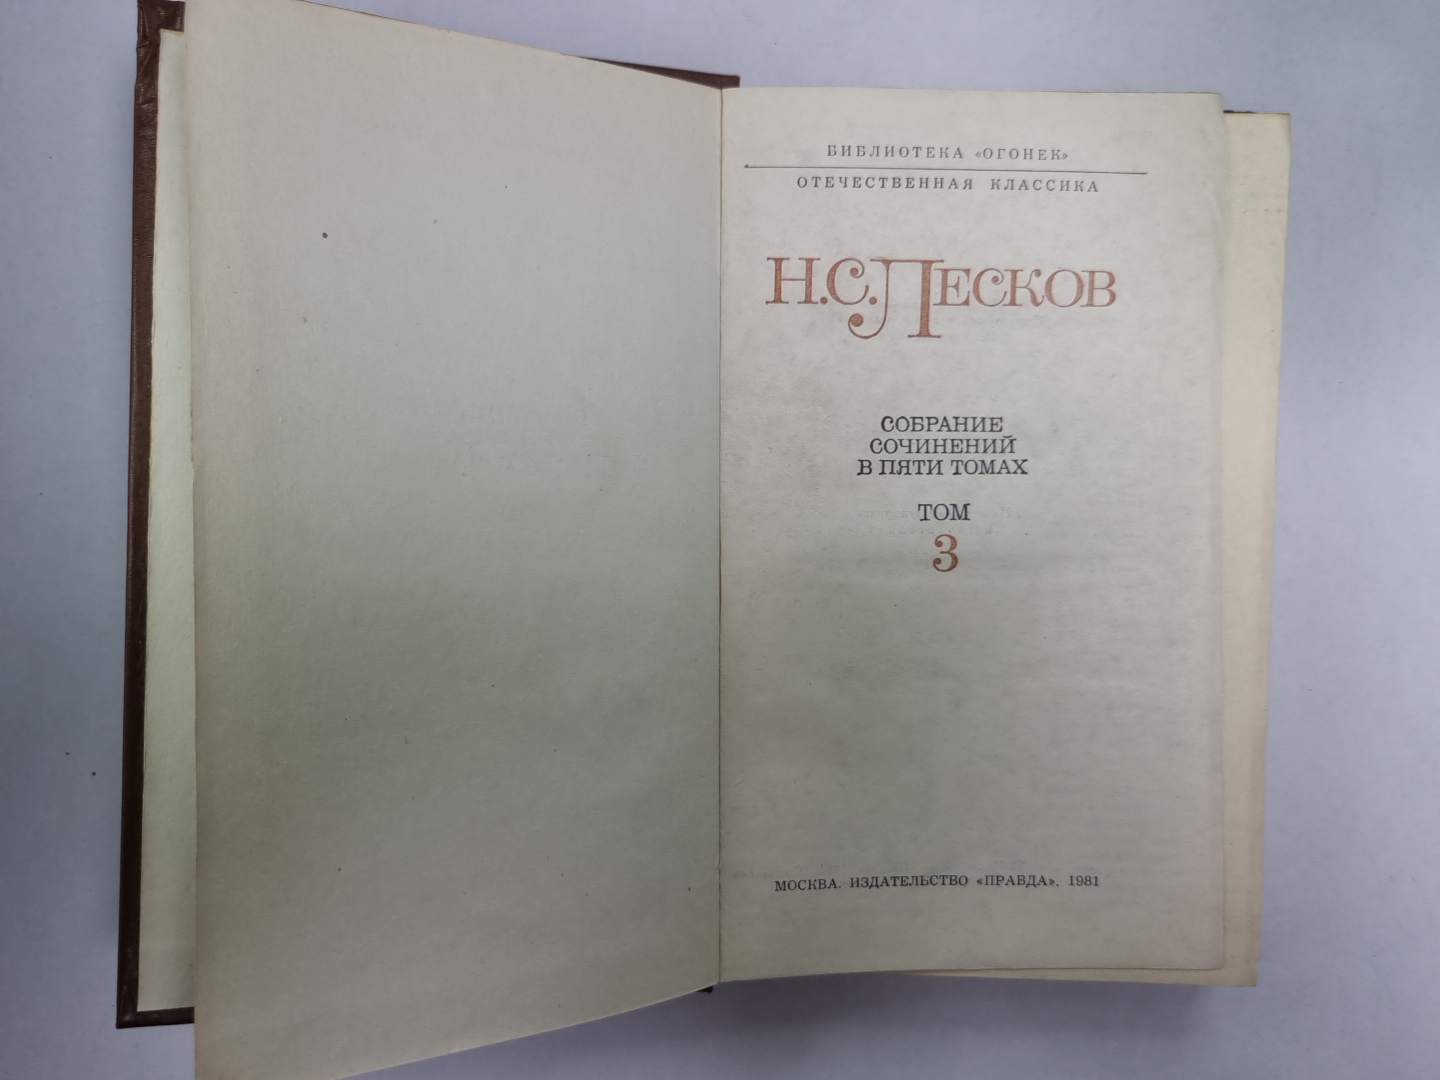 БИБЛИОТЕКА «ОГОНЕК»
ОТЕЧЕСТВЕННАЯ КЛАССИКА
Н.С.ЛЕСКОВ
СОБРАНИЕ
СОЧИНЕНИЙ
В ПЯТИ ТОМАХ
ТОМ
3
МОСКВА. ИЗДАТЕЛЬСТВО «ПРАВДА». 1981